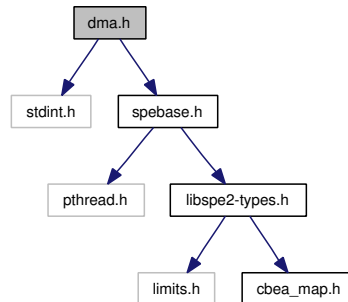 dma.h
stdint.h
spebase.h
pthread.h
libspe2-types.h
limits.h
cbea_map.h